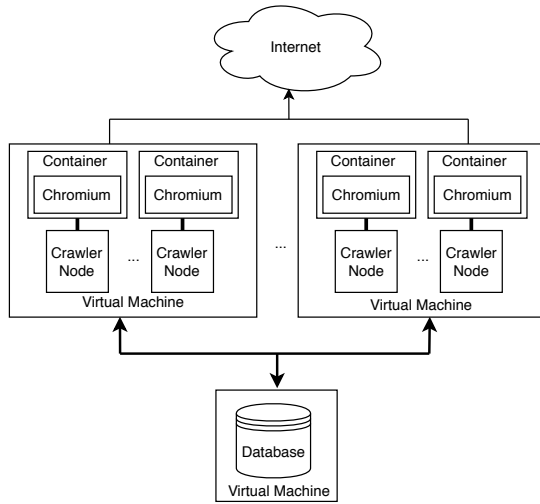 Internet
Container
Container
Container
Container
Chromium
Chromium
Chromium
Chromium
Crawler
Node
...
Crawler
Node
...
Crawler
Node
...
Crawler
Node
Virtual Machine
Virtual Machine
Database
Virtual Machine